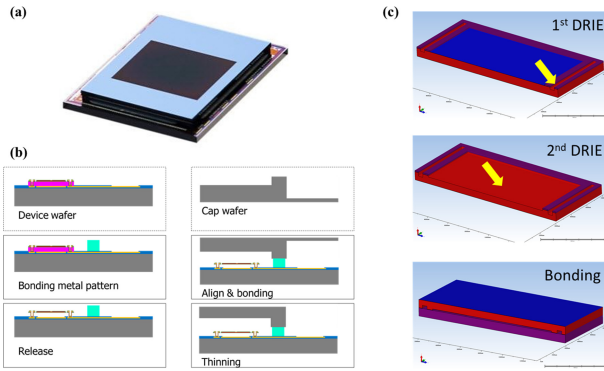 (a)
(b)
Device wafer
Cap wafer
Bonding metal pattern
Align & bonding
Release
Thinning
(c)
1st DRIE
2nd DRIE
Bonding